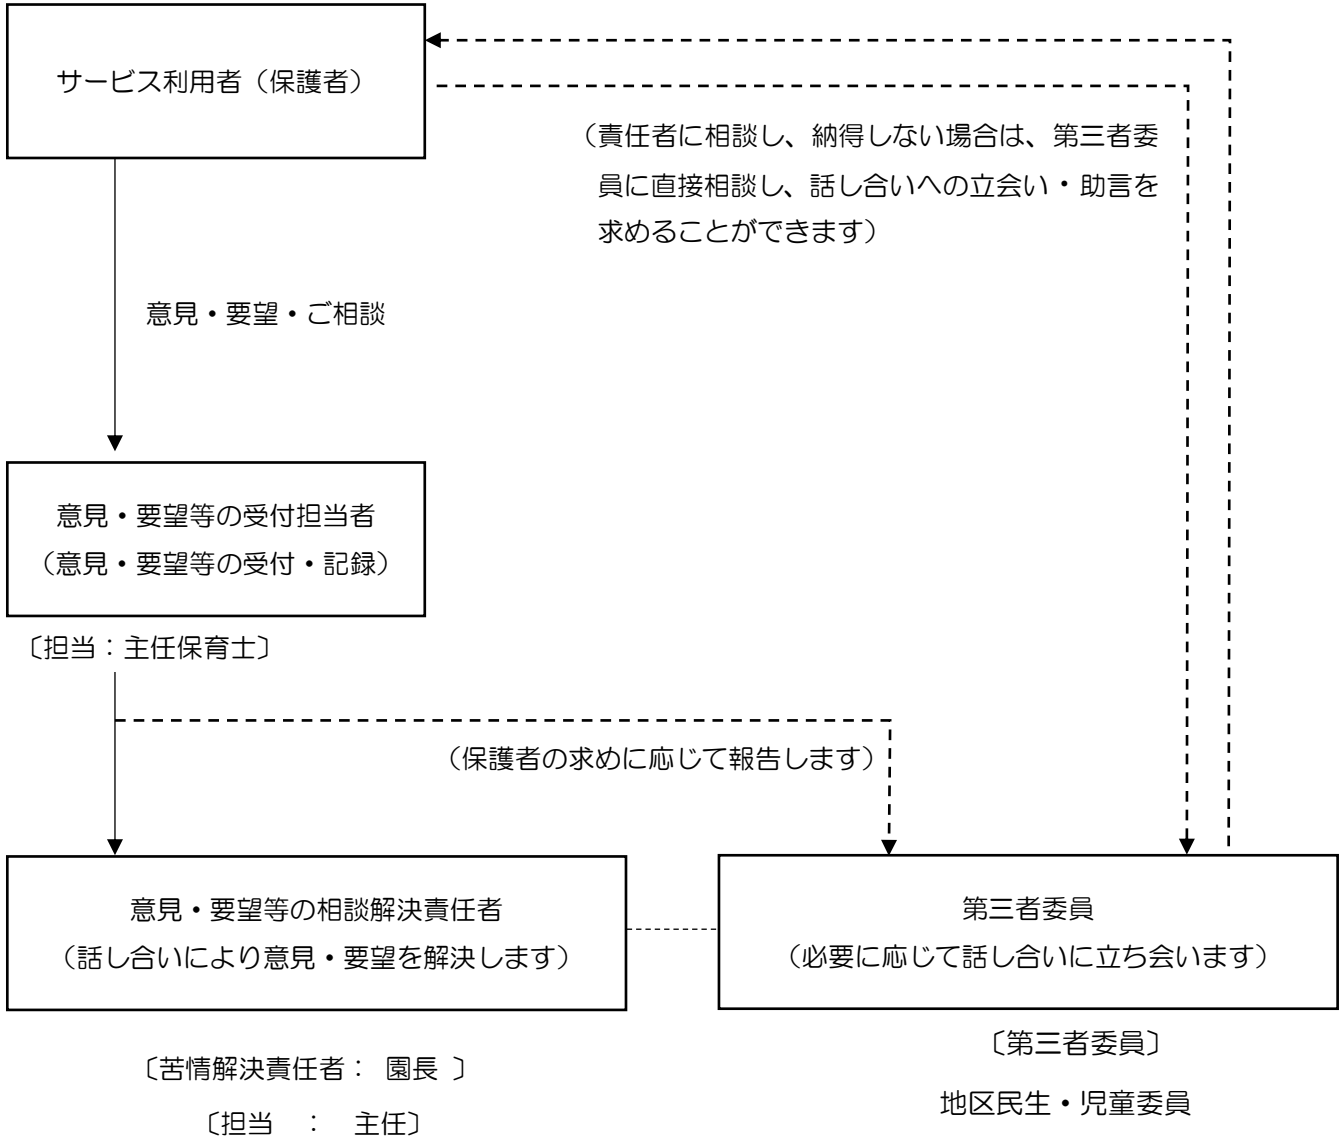 サービス利用者（保護者）
（責任者に相談し、納得しない場合は、第三者委
員に直接相談し、話し合いへの立会い・助言を
求めることができます）
意見・要望・ご相談
意見・要望等の受付担当者
（意見・要望等の受付・記録）
〔担当：主任保育士〕
（保護者の求めに応じて報告します）
意見・要望等の相談解決責任者
（話し合いにより意見・要望を解決します）
第三者委員
（必要に応じて話し合いに立ち会います）
〔苦情解決責任者： 園長 〕
〔担当 ： 主任〕
〔第三者委員〕
地区民生・児童委員